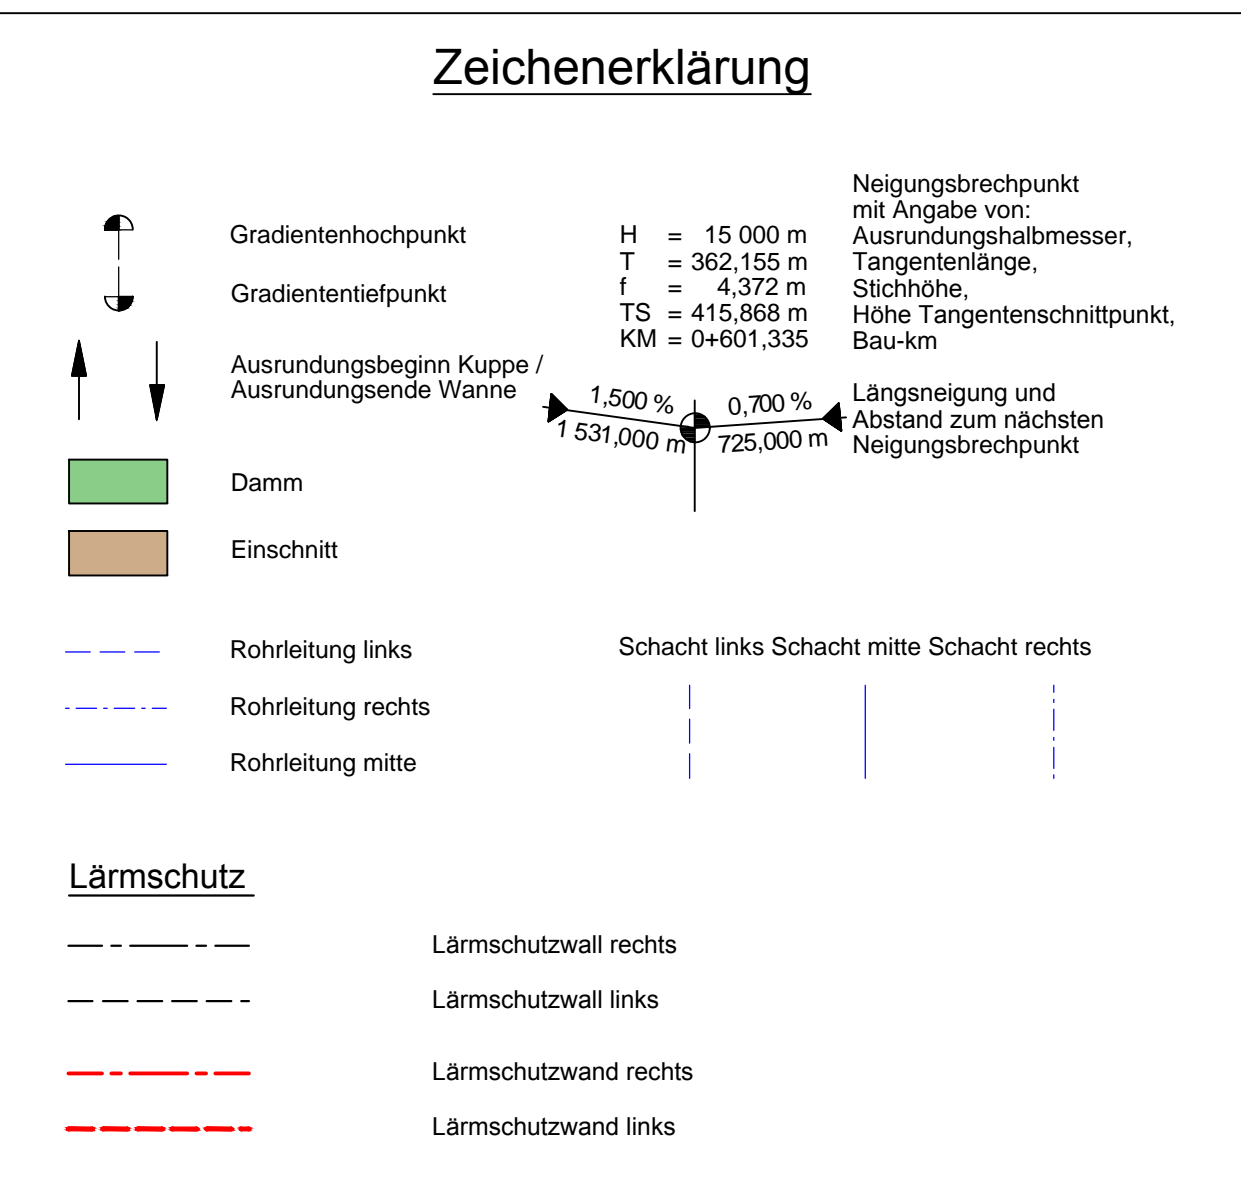 Zeichenerklärung
Gradientenhochpunkt
Gradiententiefpunkt
Ausrundungsbeginn Kuppe /
Ausrundungsende Wanne
Damm
Einschnitt
H = 15 000 m
T = 362,155 m
f = 4,372 m
TS = 415,868 m
KM = 0+601,335
Neigungsbrechpunkt
mit Angabe von:
Ausrundungshalbmesser,
Tangentenlänge,
Stichhöhe,
Höhe Tangentenschnittpunkt,
Bau-km
1,500 %
1 531,000 m
0,700 %
725,000 m
Längsneigung und
Abstand zum nächsten
Neigungsbrechpunkt
Rohrleitung links
Rohrleitung rechts
Rohrleitung mitte
Schacht links Schacht mitte Schacht rechts
Lärmschutz
Lärmschutzwall rechts
Lärmschutzwall links
Lärmschutzwand rechts
Lärmschutzwand links